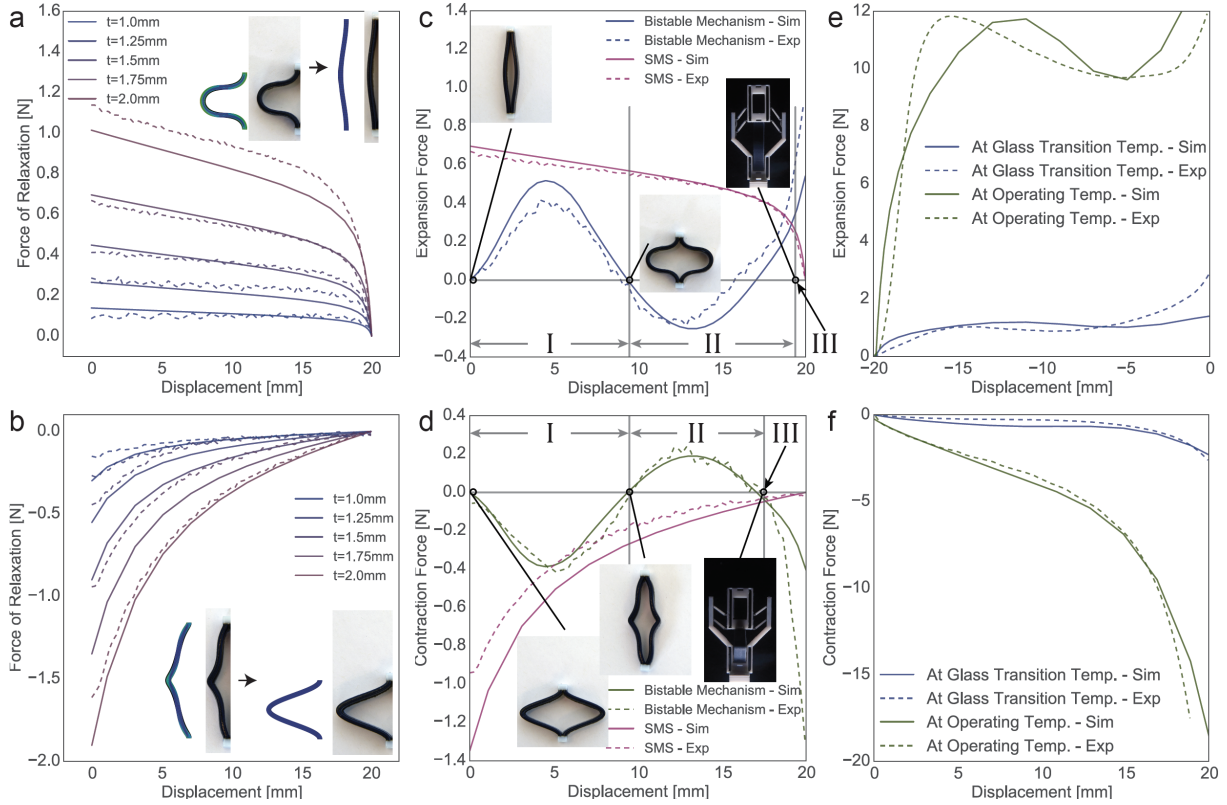 a
1.6
1.4
1.2
1.0
0.8
0.6
0.4
0.2
0.0
Force of Relaxation [N]
t=1.0mm
t=1.25mm
t=1.5mm
t=1.75mm
t=2.0mm
0 5 10 15 20
Displacement [mm]
c
1.4
1.2
1.0
0.8
0.6
0.4
0.2
0.0
−0.2
−0.4
Expansion Force [N]
Bistable Mechanism - Sim
Bistable Mechanism - Exp
SMS - Sim
SMS - Exp
I II III
0 5 10 15 20
Displacement [mm]
e
12
10
8
6
4
2
0
Expansion Force [N]
At Glass Transition Temp. - Sim
At Glass Transition Temp. - Exp
At Operating Temp. - Sim
At Operating Temp. - Exp
−20 −15 −10 −5 0
Displacement [mm]
b
0.0
−0.5
−1.0
−1.5
−2.0
Force of Relaxation [N]
t=1.0mm
t=1.25mm
t=1.5mm
t=1.75mm
t=2.0mm
0 5 10 15 20
Displacement [mm]
d
0.4
0.2
0.0
−0.2
−0.4
−0.6
−0.8
−1.0
−1.2
−1.4
Contraction Force [N]
I II III
Bistable Mechanism - Sim
Bistable Mechanism - Exp
SMS - Sim
SMS - Exp
0 5 10 15 20
Displacement [mm]
f
0
−5
−10
−15
−20
Contraction Force [N]
At Glass Transition Temp. - Sim
At Glass Transition Temp. - Exp
At Operating Temp. - Sim
At Operating Temp. - Exp
0 5 10 15 20
Displacement [mm]